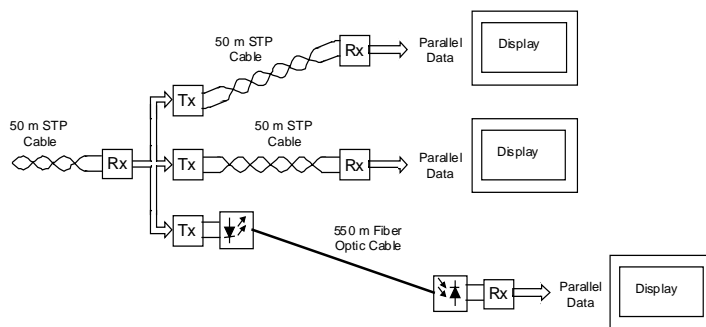 50 m STP
Cable
Rx
Parallel
Data
Display
Tx
50 m STP
Cable
Rx
Tx
50 m STP
Cable
Rx
Parallel
Data
Display
Tx
550 m Fiber
Optic Cable
Rx
Parallel
Data
Display